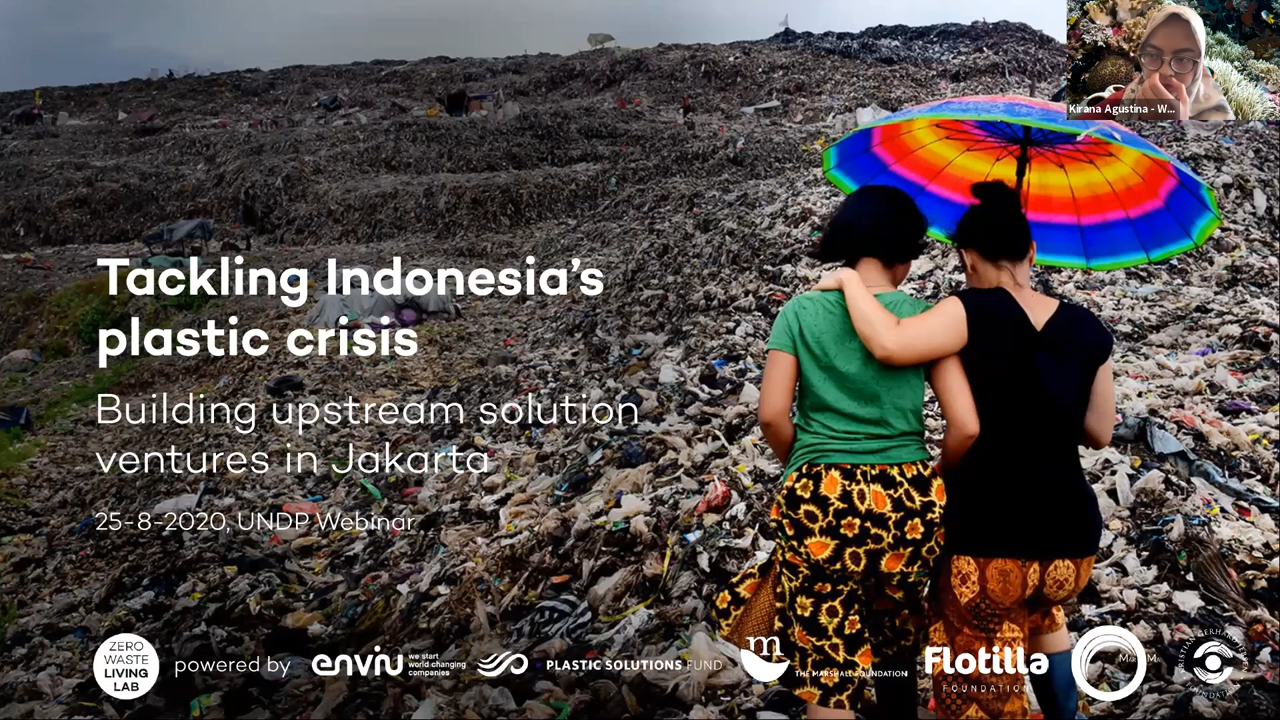 Kirana Agustina - W...
Tackling Indonesia's
plastic crisis
Building upstream solution
ventures in Jakarta
25-8-2020, UNDP Webinar
ZERO
WASTE
LIVING
LAB
powered by
enviu
we start
world changing
companies
PLASTIC SOLUTIONS FUND
m
THE MARSHALL FOUNDATION
Flotilla
FOUNDATION